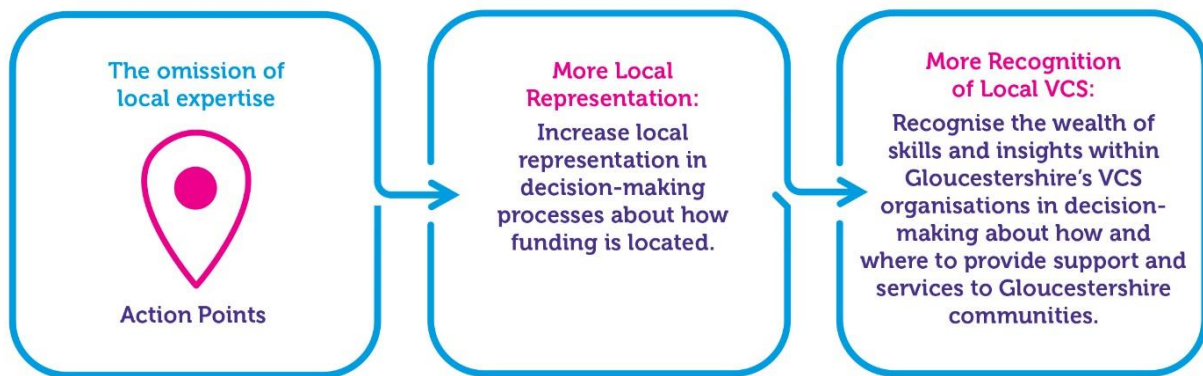 The omission of
local expertise
Action Points
More Local
Representation:
Increase local
representation in
decision-making
processes about how
funding is located.
More Recognition
of Local VCS:
Recognise the wealth of
skills and insights within
Gloucestershire's VCS
organisations in decision-
making about how and
where to provide support and
services to Gloucestershire
communities.